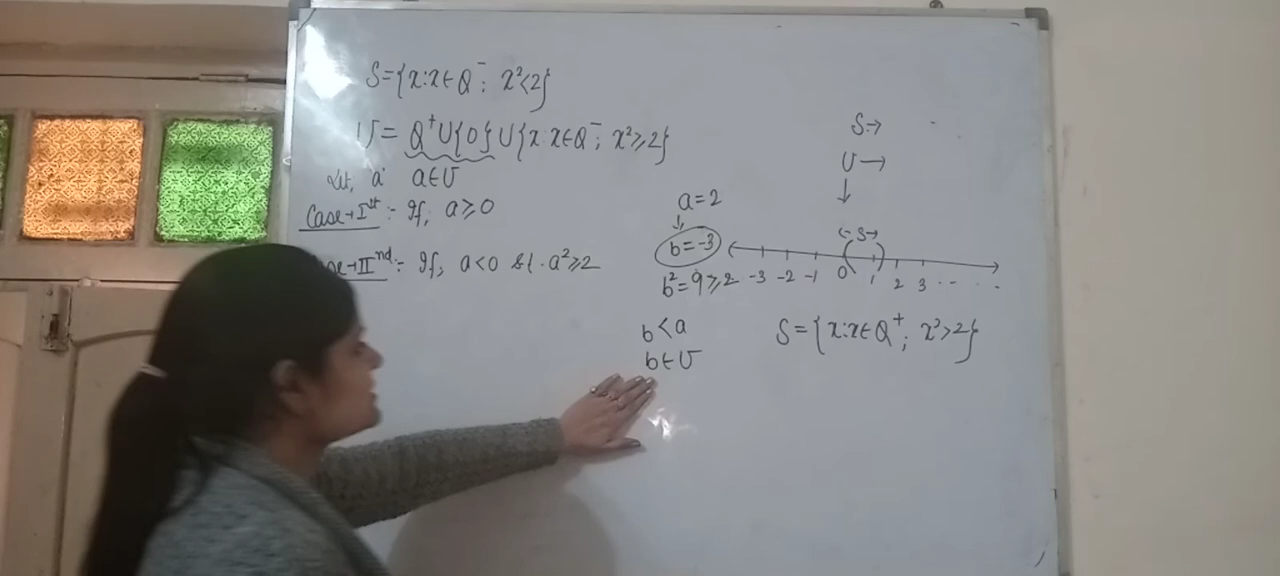 S={x:x∈Q⁻; x²<2}
U= Q⁺U{0}U{x:x∈Q⁻; x²≥2}
Let, a a∈U
Case→Iˢᵗ:- If, a≥0
IIⁿᵈ:- If, a<0 &(. a²≥2
a=2
↓
b=-3
b²=9≥2
b<a
b∈U
S→
U→
↓
←S→
-3 -2 -1 0 1 2 3 . - - .
S={x:x∈Q⁺; x²>2}